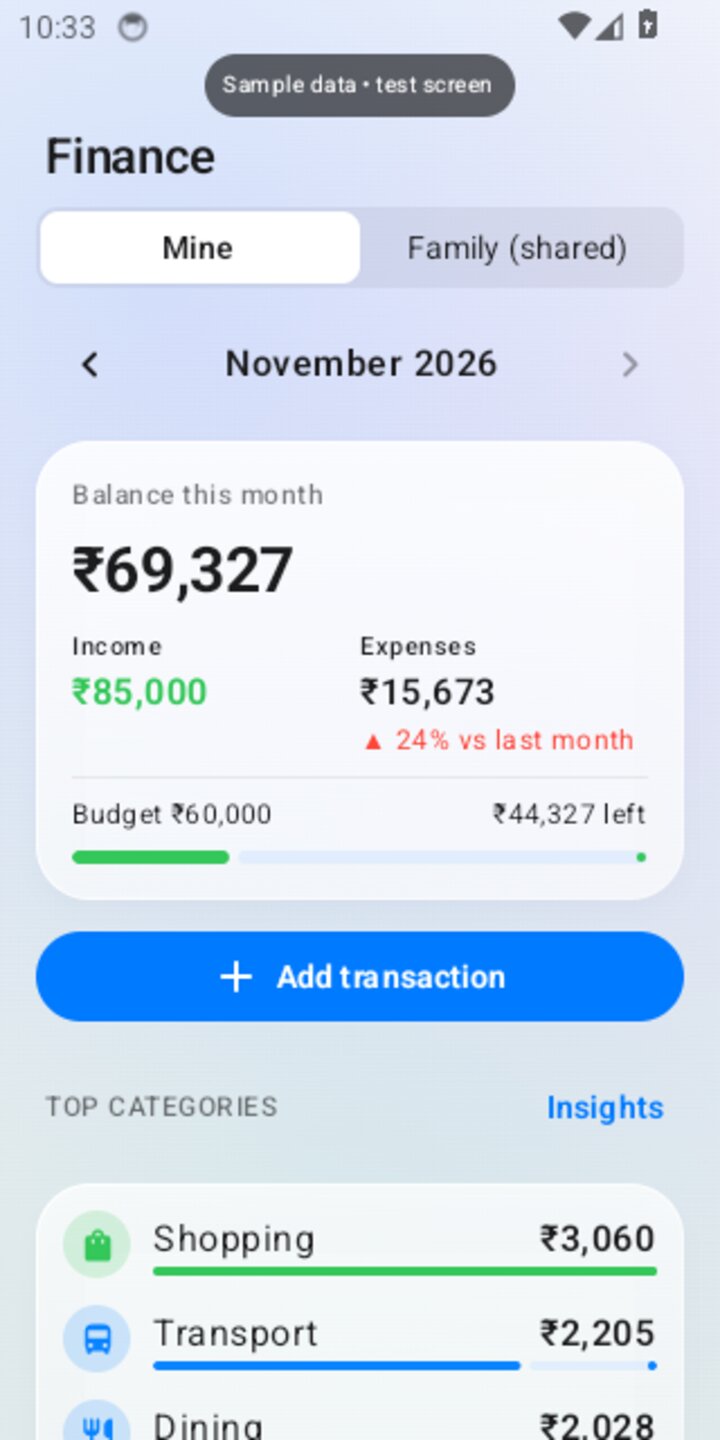 10:33
Sample data • test screen
Finance
Mine Family (shared)
November 2026
Balance this month
₹69,327
Income Expenses
₹85,000 ₹15,673
▲ 24% vs last month
Budget ₹60,000 ₹44,327 left
Add transaction
TOP CATEGORIES Insights
Shopping ₹3,060
Transport ₹2,205
Dining ₹2,028